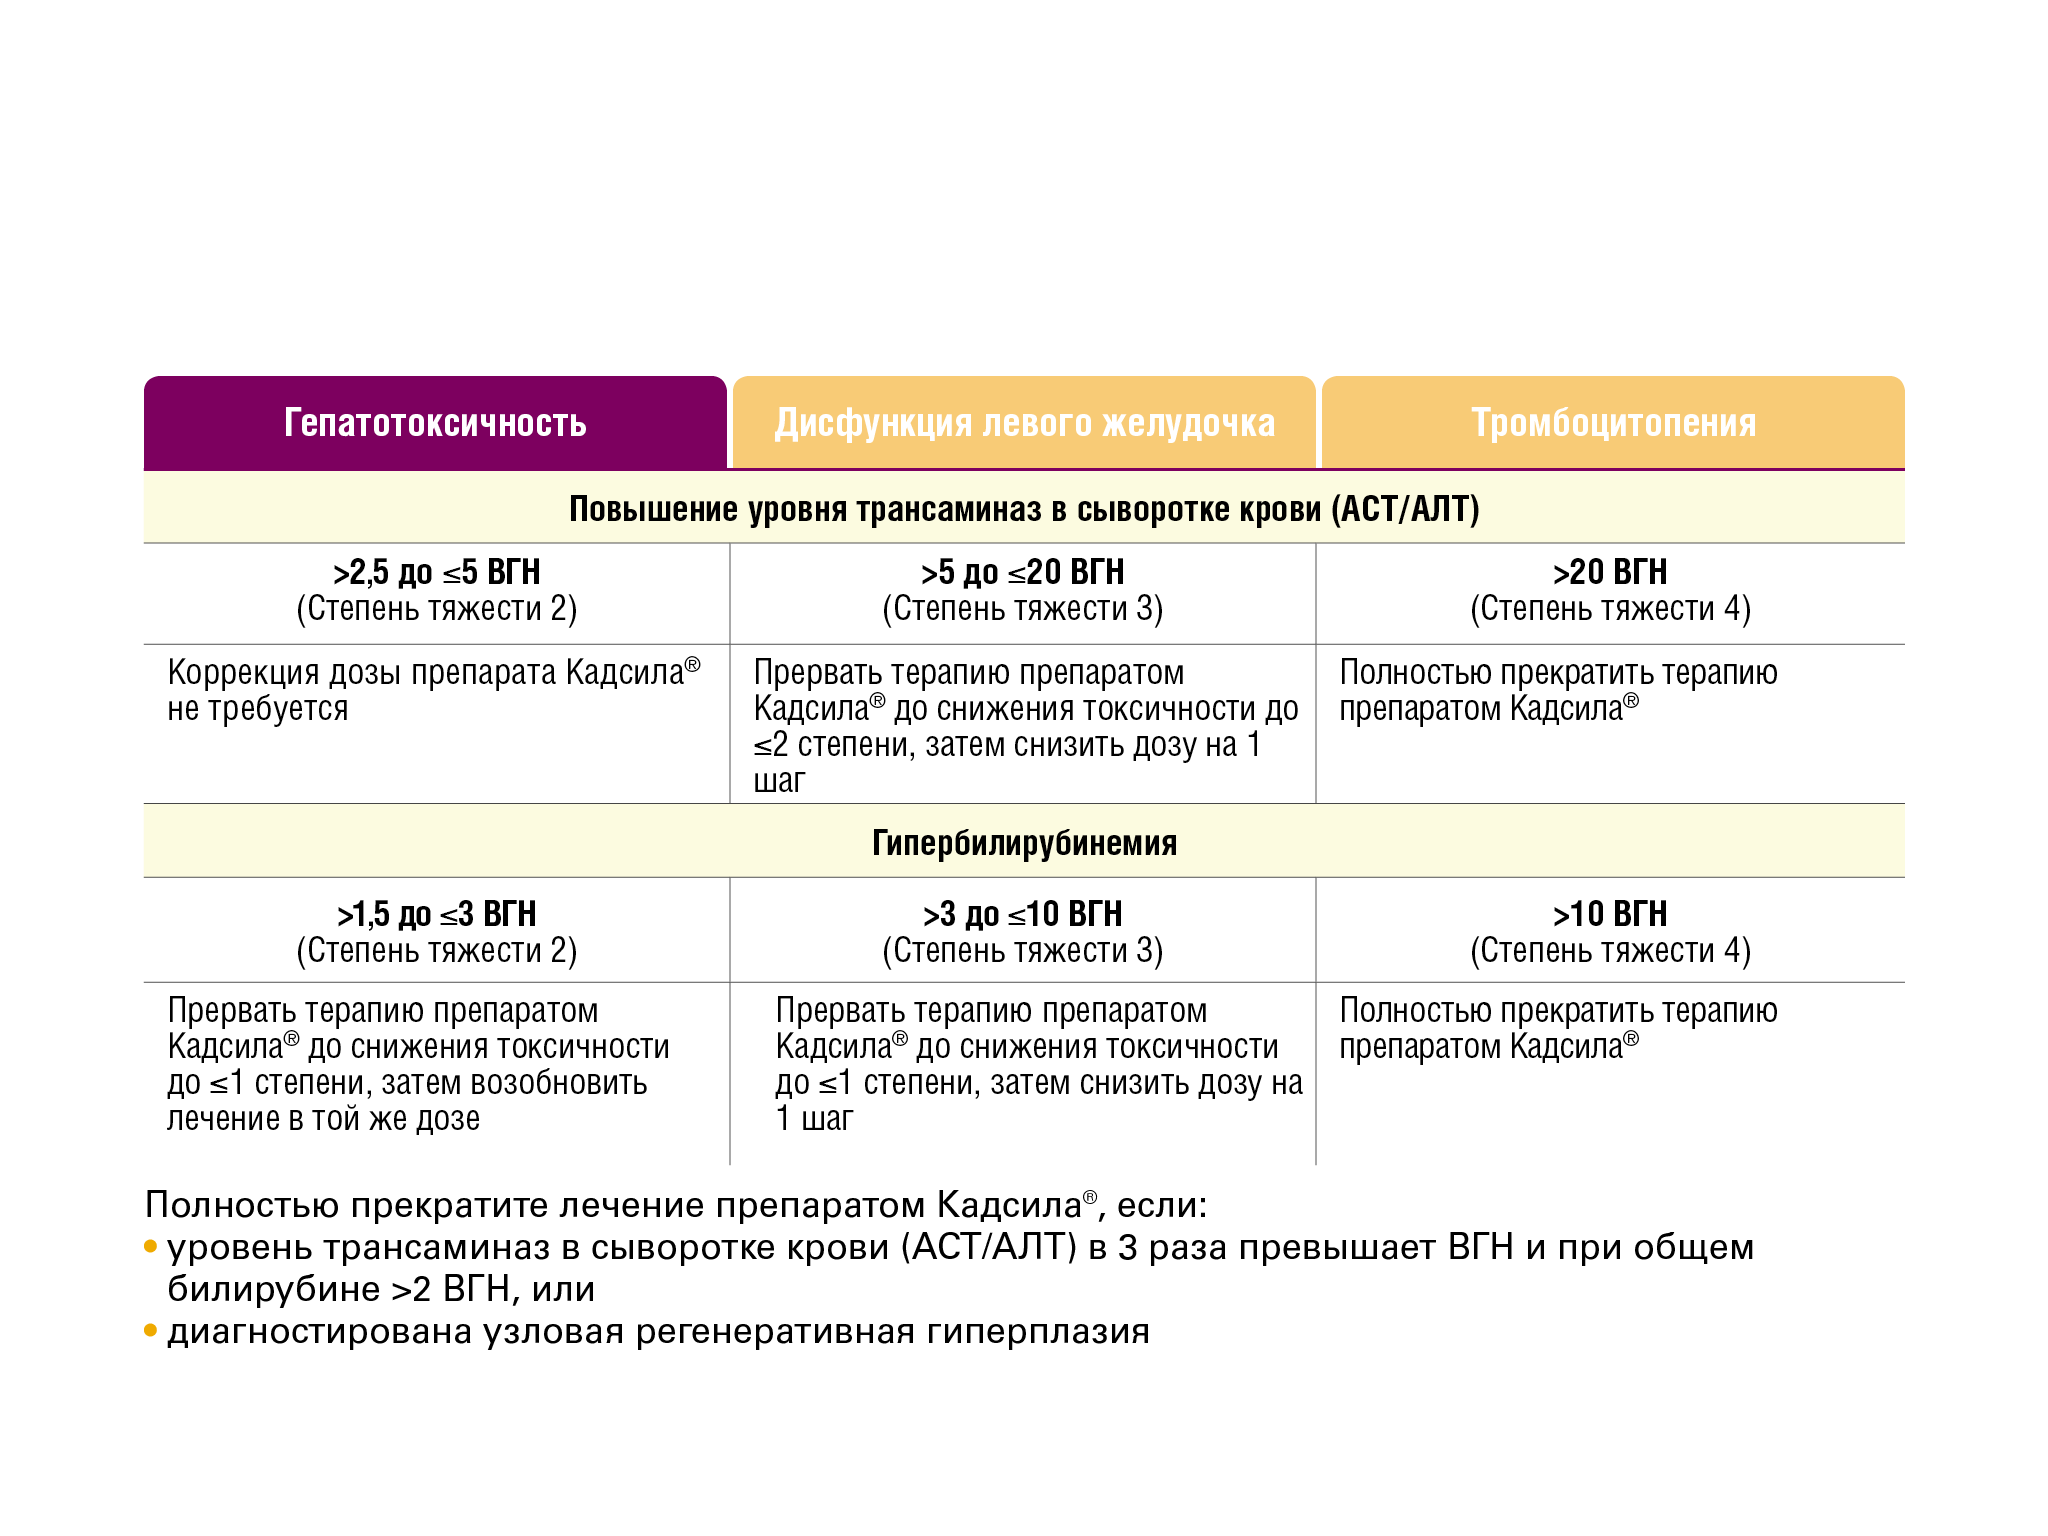 Гепатотоксичность
Дисфункция левого желудочка
Тромбоцитопения
Повышение уровня трансаминаз в сыворотке крови (АСТ/АЛТ)
>2,5 до ≤5 ВГН
(Степень тяжести 2)
>5 до ≤20 ВГН
(Степень тяжести 3)
>20 ВГН
(Степень тяжести 4)
Коррекция дозы препарата Кадсила®
не требуется
Прервать терапию препаратом
Кадсила® до снижения токсичности до
≤2 степени, затем снизить дозу на 1
шаг
Полностью прекратить терапию
препаратом Кадсила®
Гипербилирубинемия
>1,5 до ≤3 ВГН
(Степень тяжести 2)
>3 до ≤10 ВГН
(Степень тяжести 3)
>10 ВГН
(Степень тяжести 4)
Прервать терапию препаратом
Кадсила® до снижения токсичности
до ≤1 степени, затем возобновить
лечение в той же дозе
Прервать терапию препаратом
Кадсила® до снижения токсичности
до ≤1 степени, затем снизить дозу на
1 шаг
Полностью прекратить терапию
препаратом Кадсила®
Полностью прекратите лечение препаратом Кадсила®, если:
• уровень трансаминаз в сыворотке крови (АСТ/АЛТ) в 3 раза превышает ВГН и при общем
билирубине >2 ВГН, или
• диагностирована узловая регенеративная гиперплазия